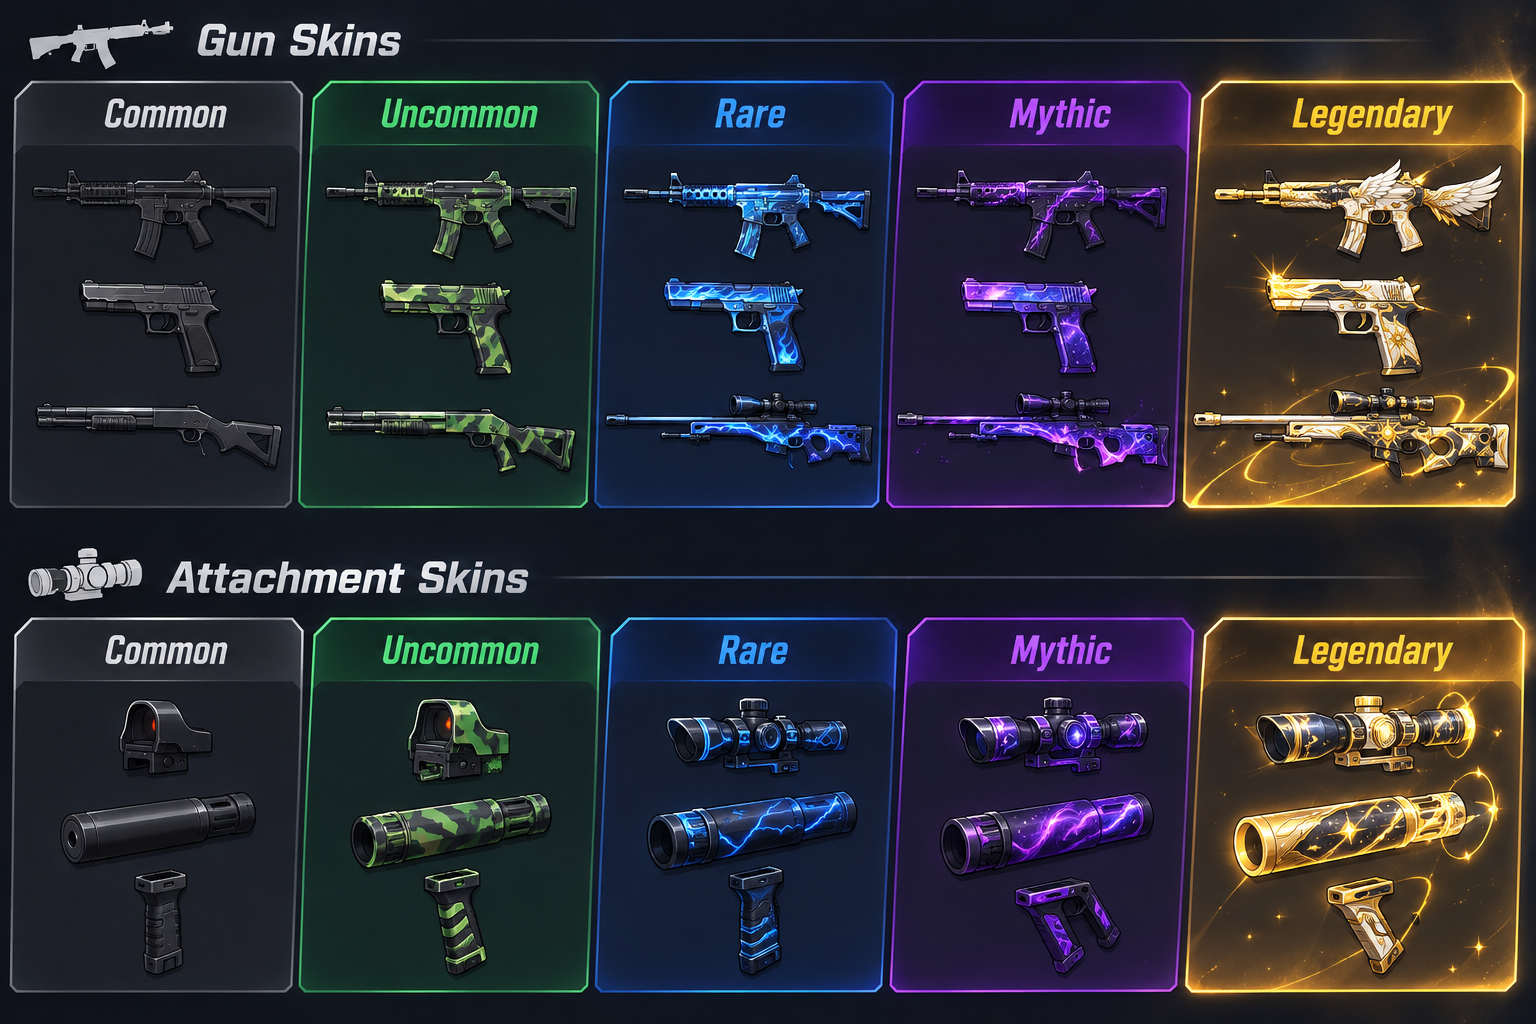 Gun Skins
Common
Uncommon
Rare
Mythic
Legendary
Attachment Skins
Common
Uncommon
Rare
Mythic
Legendary